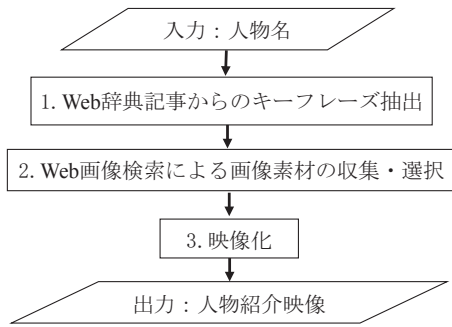 入力：人物名
1. Web辞典記事からのキーフレーズ抽出
2. Web画像検索による画像素材の収集・選択
3. 映像化
出力：人物紹介映像